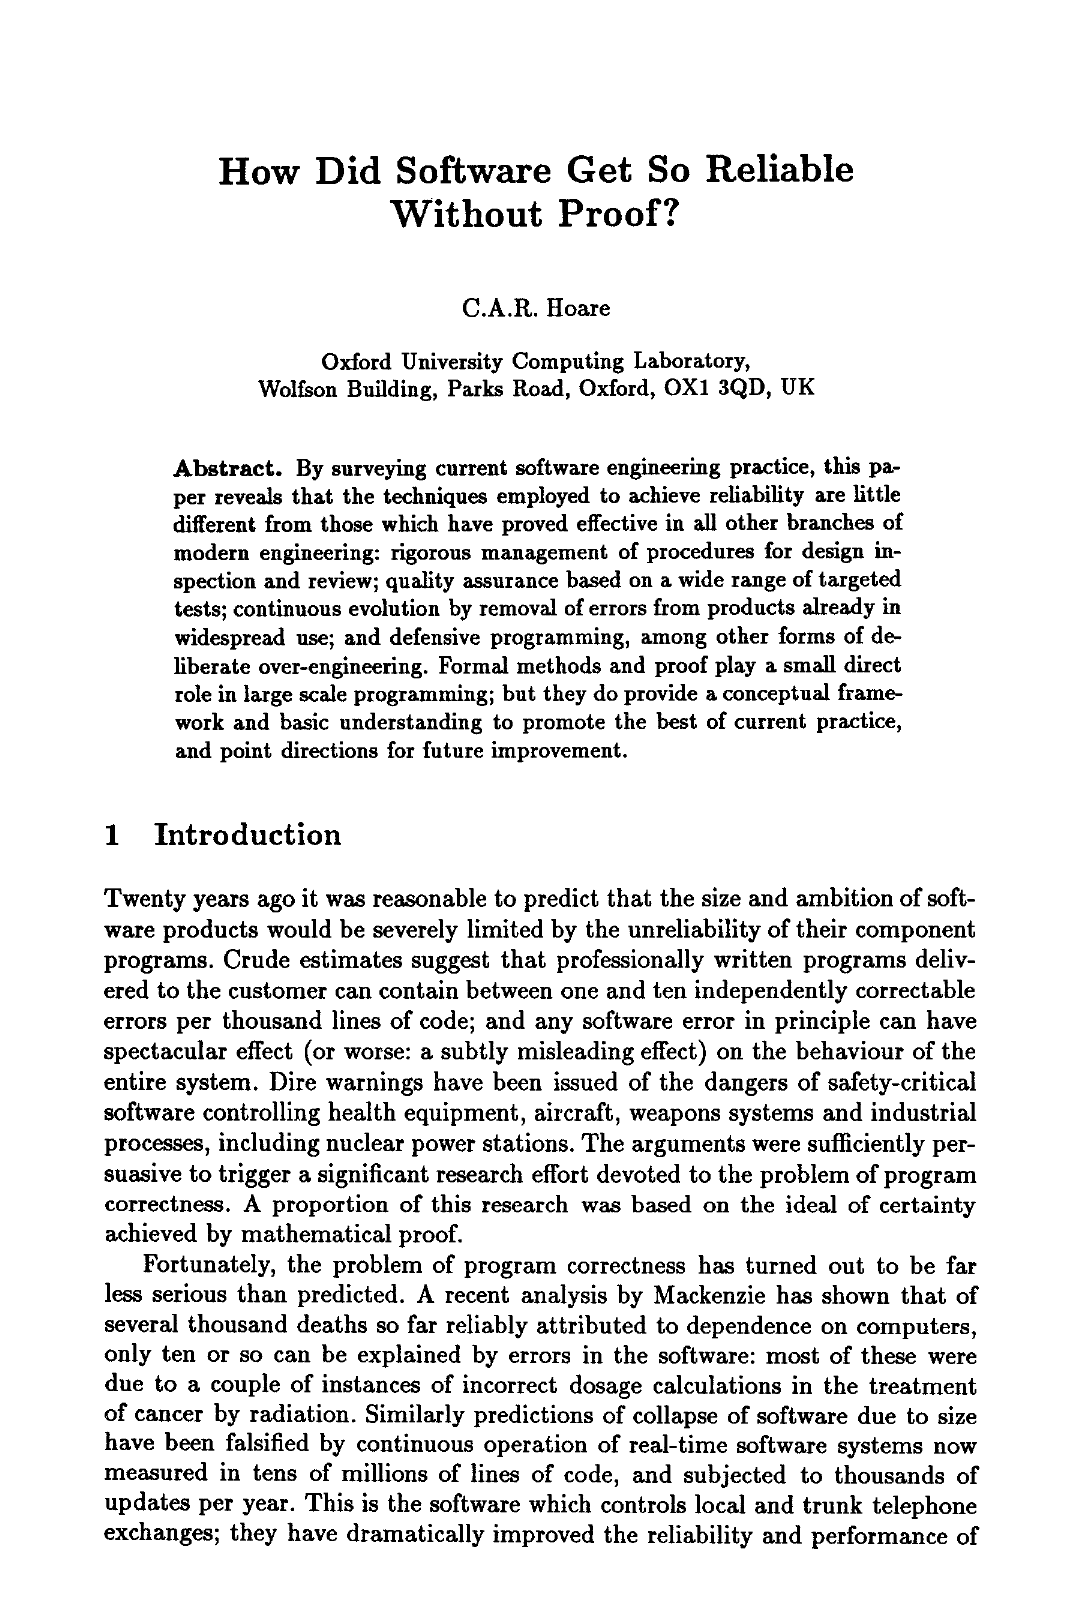 How Did Software Get So Reliable
Without Proof?
C.A.R. Hoare
Oxford University Computing Laboratory,
Wolfson Building, Parks Road, Oxford, OX1 3QD, UK
Abstract. By surveying current software engineering practice, this pa-
per reveals that the techniques employed to achieve reliability are little
different from those which have proved effective in all other branches of
modern engineering: rigorous management of procedures for design in-
spection and review; quality assurance based on a wide range of targeted
tests; continuous evolution by removal of errors from products already in
widespread use; and defensive programming, among other forms of de-
liberate over-engineering. Formal methods and proof play a small direct
role in large scale programming; but they do provide a conceptual frame-
work and basic understanding to promote the best of current practice,
and point directions for future improvement.
1 Introduction
Twenty years ago it was reasonable to predict that the size and ambition of soft-
ware products would be severely limited by the unreliability of their component
programs. Crude estimates suggest that professionally written programs deliv-
ered to the customer can contain between one and ten independently correctable
errors per thousand lines of code; and any software error in principle can have
spectacular effect (or worse: a subtly misleading effect) on the behaviour of the
entire system. Dire warnings have been issued of the dangers of safety-critical
software controlling health equipment, aircraft, weapons systems and industrial
processes, including nuclear power stations. The arguments were sufficiently per-
suasive to trigger a significant research effort devoted to the problem of program
correctness. A proportion of this research was based on the ideal of certainty
achieved by mathematical proof.
Fortunately, the problem of program correctness has turned out to be far
less serious than predicted. A recent analysis by Mackenzie has shown that of
several thousand deaths so far reliably attributed to dependence on computers,
only ten or so can be explained by errors in the software: most of these were
due to a couple of instances of incorrect dosage calculations in the treatment
of cancer by radiation. Similarly predictions of collapse of software due to size
have been falsified by continuous operation of real-time software systems now
measured in tens of millions of lines of code, and subjected to thousands of
updates per year. This is the software which controls local and trunk telephone
exchanges; they have dramatically improved the reliability and performance of